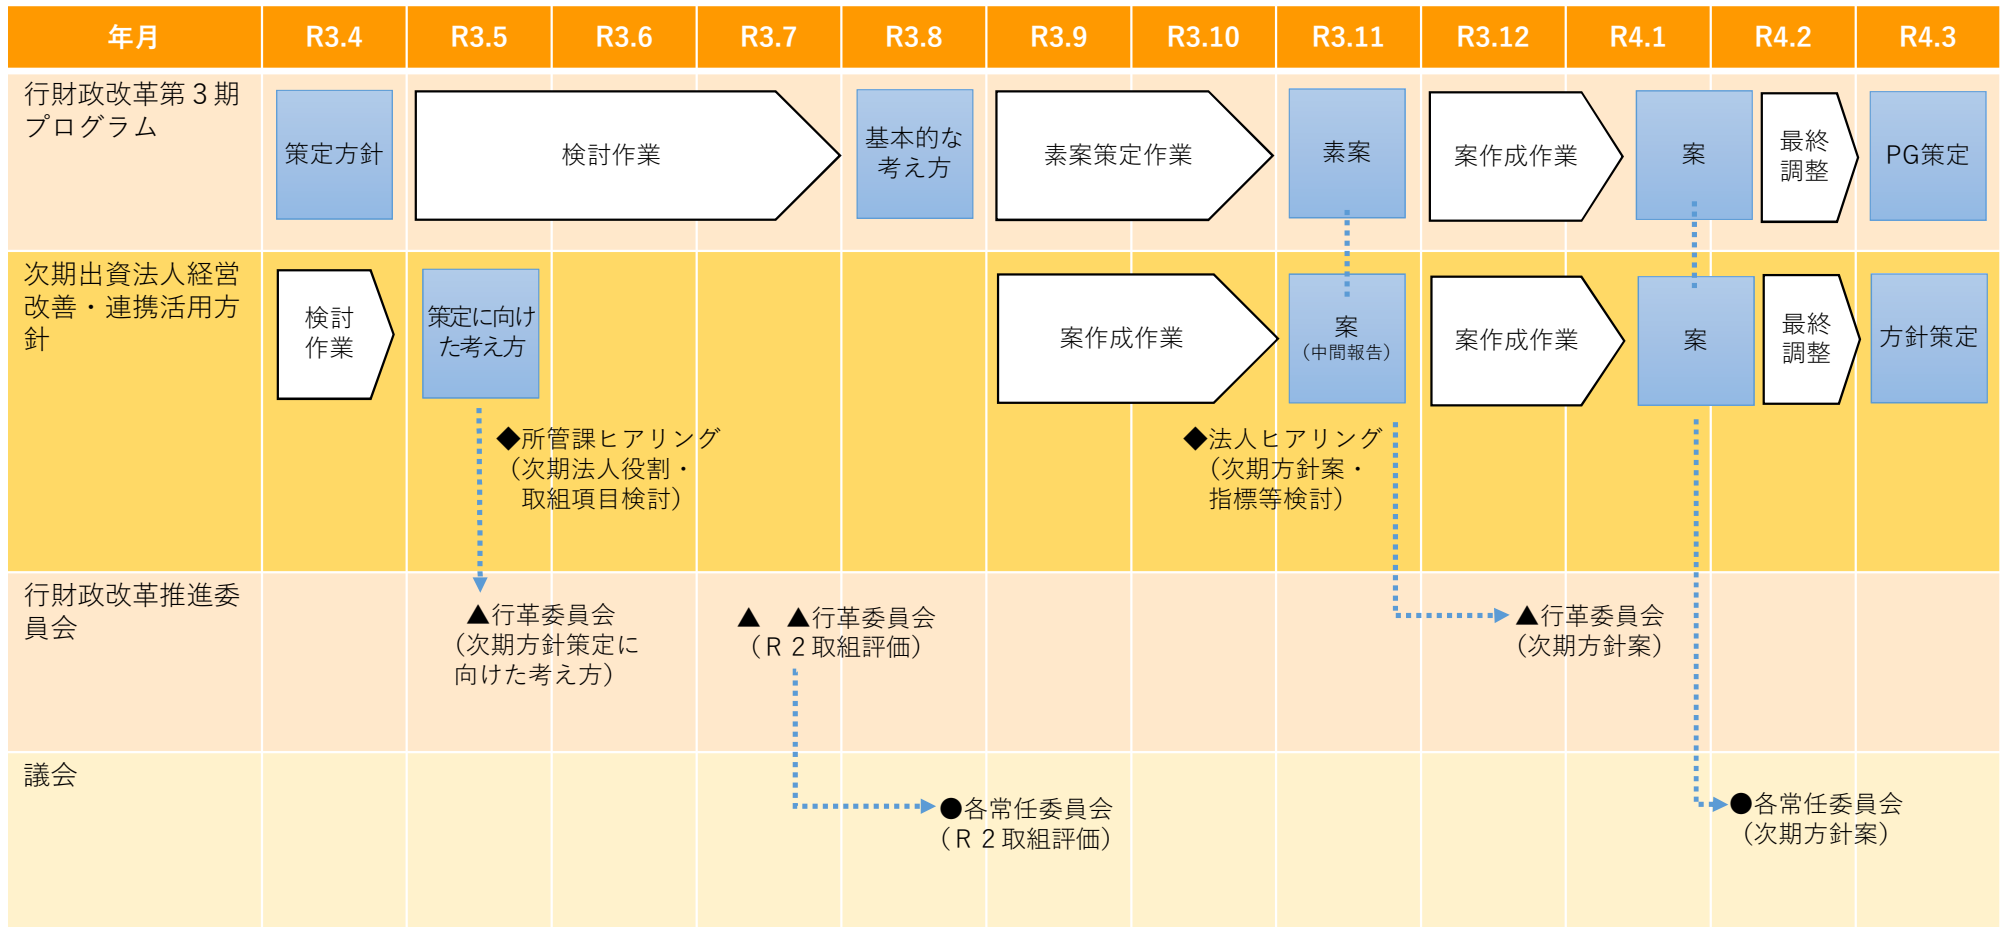 年月
R3.4
R3.5
R3.6
R3.7
R3.8
R3.9
R3.10
R3.11
R3.12
R4.1
R4.2
R4.3
行財政改革第３期
プログラム
策定方針
検討作業
基本的な
考え方
素案策定作業
素案
案作成作業
案
最終
調整
PG策定
次期出資法人経営
改善・連携活用方
針
検討
作業
策定に向け
た考え方
案作成作業
案
（中間報告）
案作成作業
案
最終
調整
方針策定
◆所管課ヒアリング
（次期法人役割・
取組項目検討）
◆法人ヒアリング
（次期方針案・
指標等検討）
行財政改革推進委
員会
▲行革委員会
（次期方針策定に
向けた考え方）
▲ ▲行革委員会
（Ｒ２取組評価）
▲行革委員会
（次期方針案）
議会
●各常任委員会
（Ｒ２取組評価）
●各常任委員会
（次期方針案）